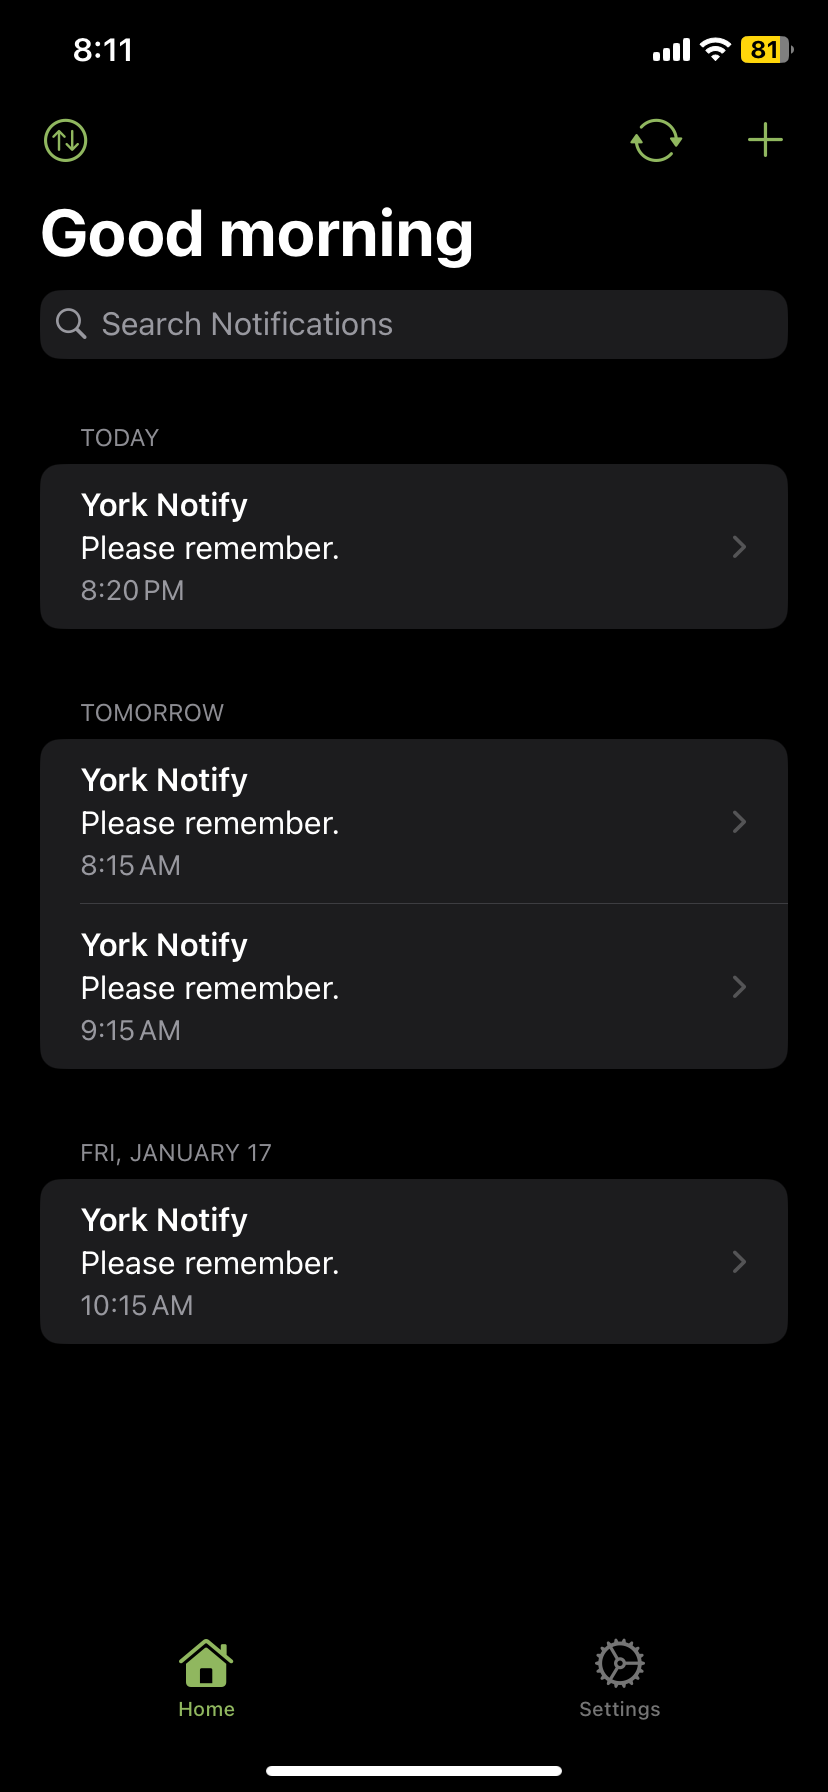 8:11
81
Good morning
Search Notifications
TODAY
York Notify
Please remember.
8:20 PM
TOMORROW
York Notify
Please remember.
8:15 AM
York Notify
Please remember.
9:15 AM
FRI, JANUARY 17
York Notify
Please remember.
10:15 AM
Home
Settings